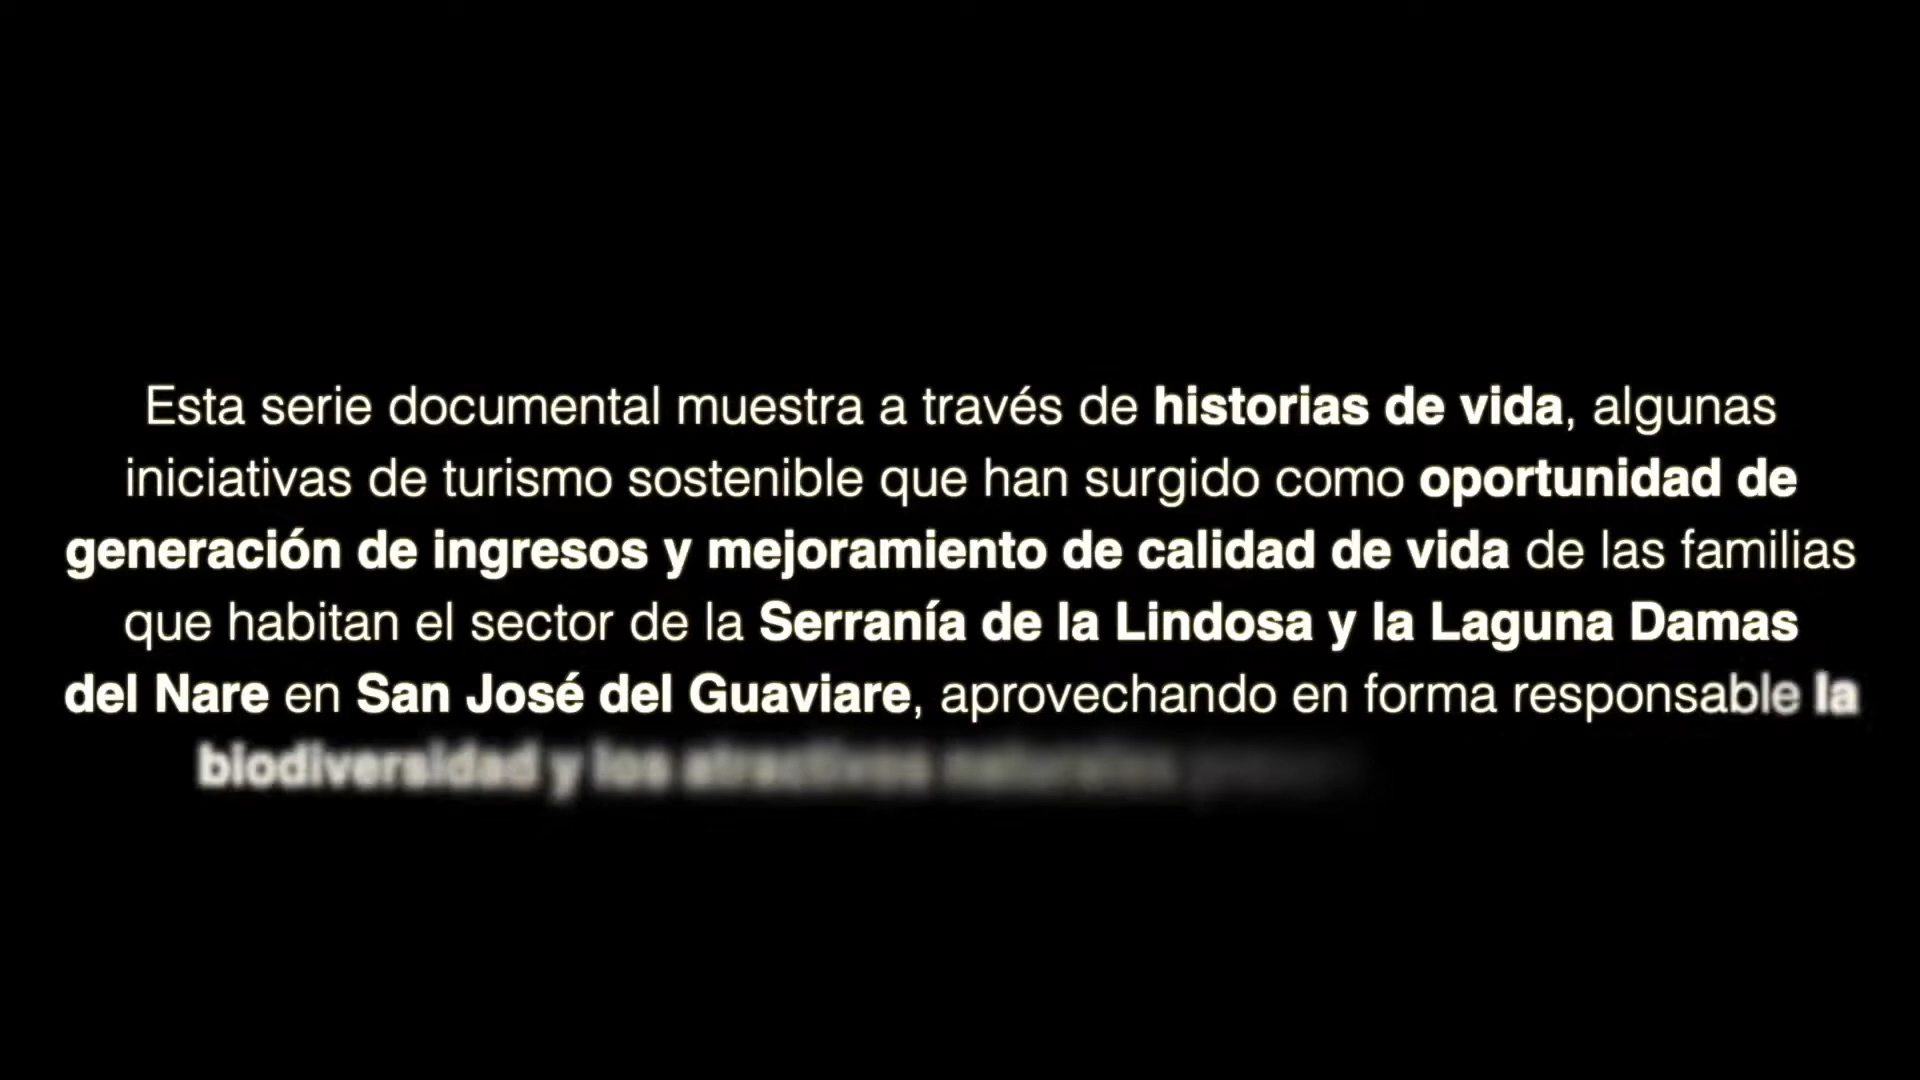 Esta serie documental muestra a través de historias de vida, algunas
iniciativas de turismo sostenible que han surgido como oportunidad de
generación de ingresos y mejoramiento de calidad de vida de las familias
que habitan el sector de la Serranía de la Lindosa y la Laguna Damas
del Nare en San José del Guaviare, aprovechando en forma responsable la
biodiversidad y los atractivos naturales